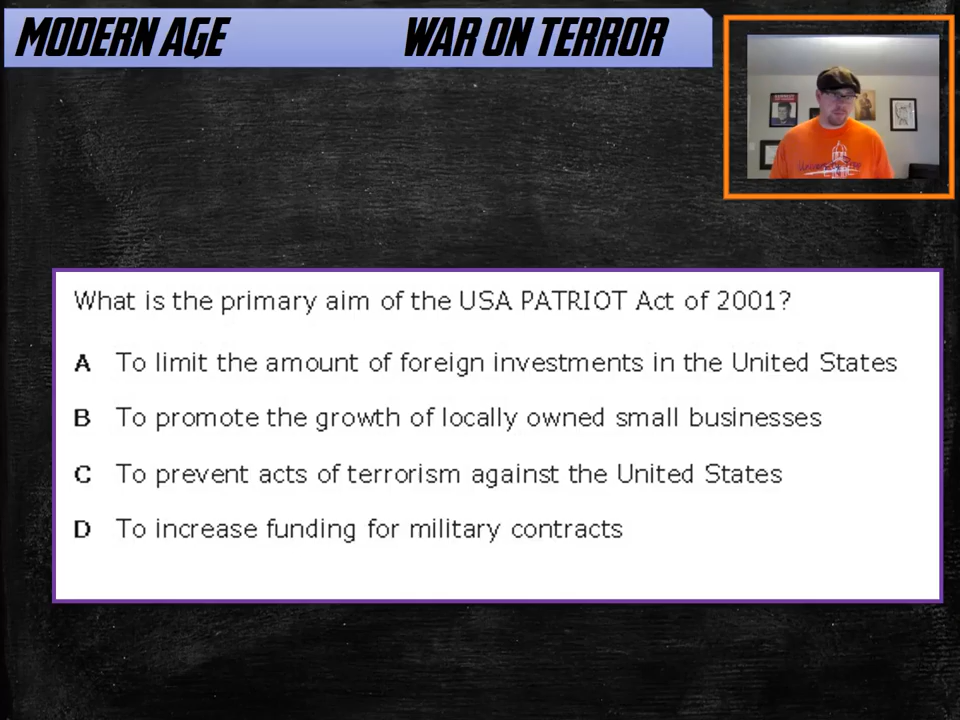 MODERN AGE
WAR ON TERROR
What is the primary aim of the USA PATRIOT Act of 2001?
A To limit the amount of foreign investments in the United States
B To promote the growth of locally owned small businesses
C To prevent acts of terrorism against the United States
D To increase funding for military contracts